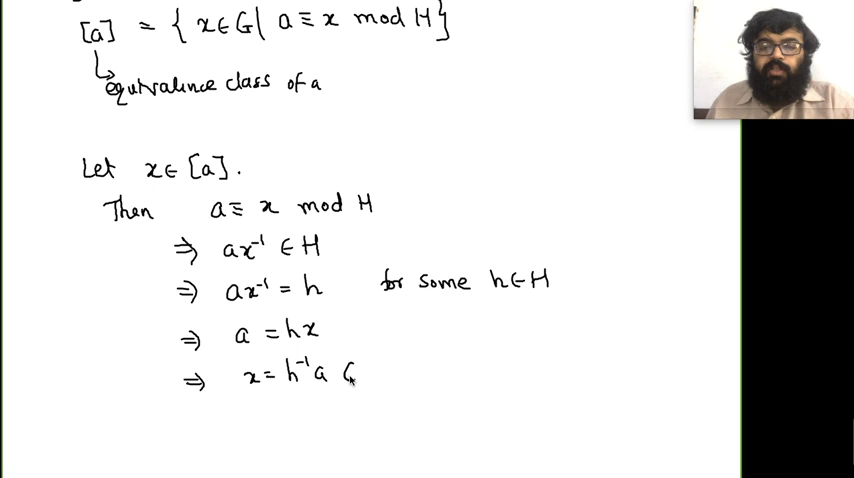 [a] = { x∈G | a ≡ x mod H }
equivalence class of a
Let x∈ [a].
Then a ≡ x mod H
⇒ ax⁻¹ ∈ H
⇒ ax⁻¹ = h for some h∈H
⇒ a = hx
⇒ x = h⁻¹a